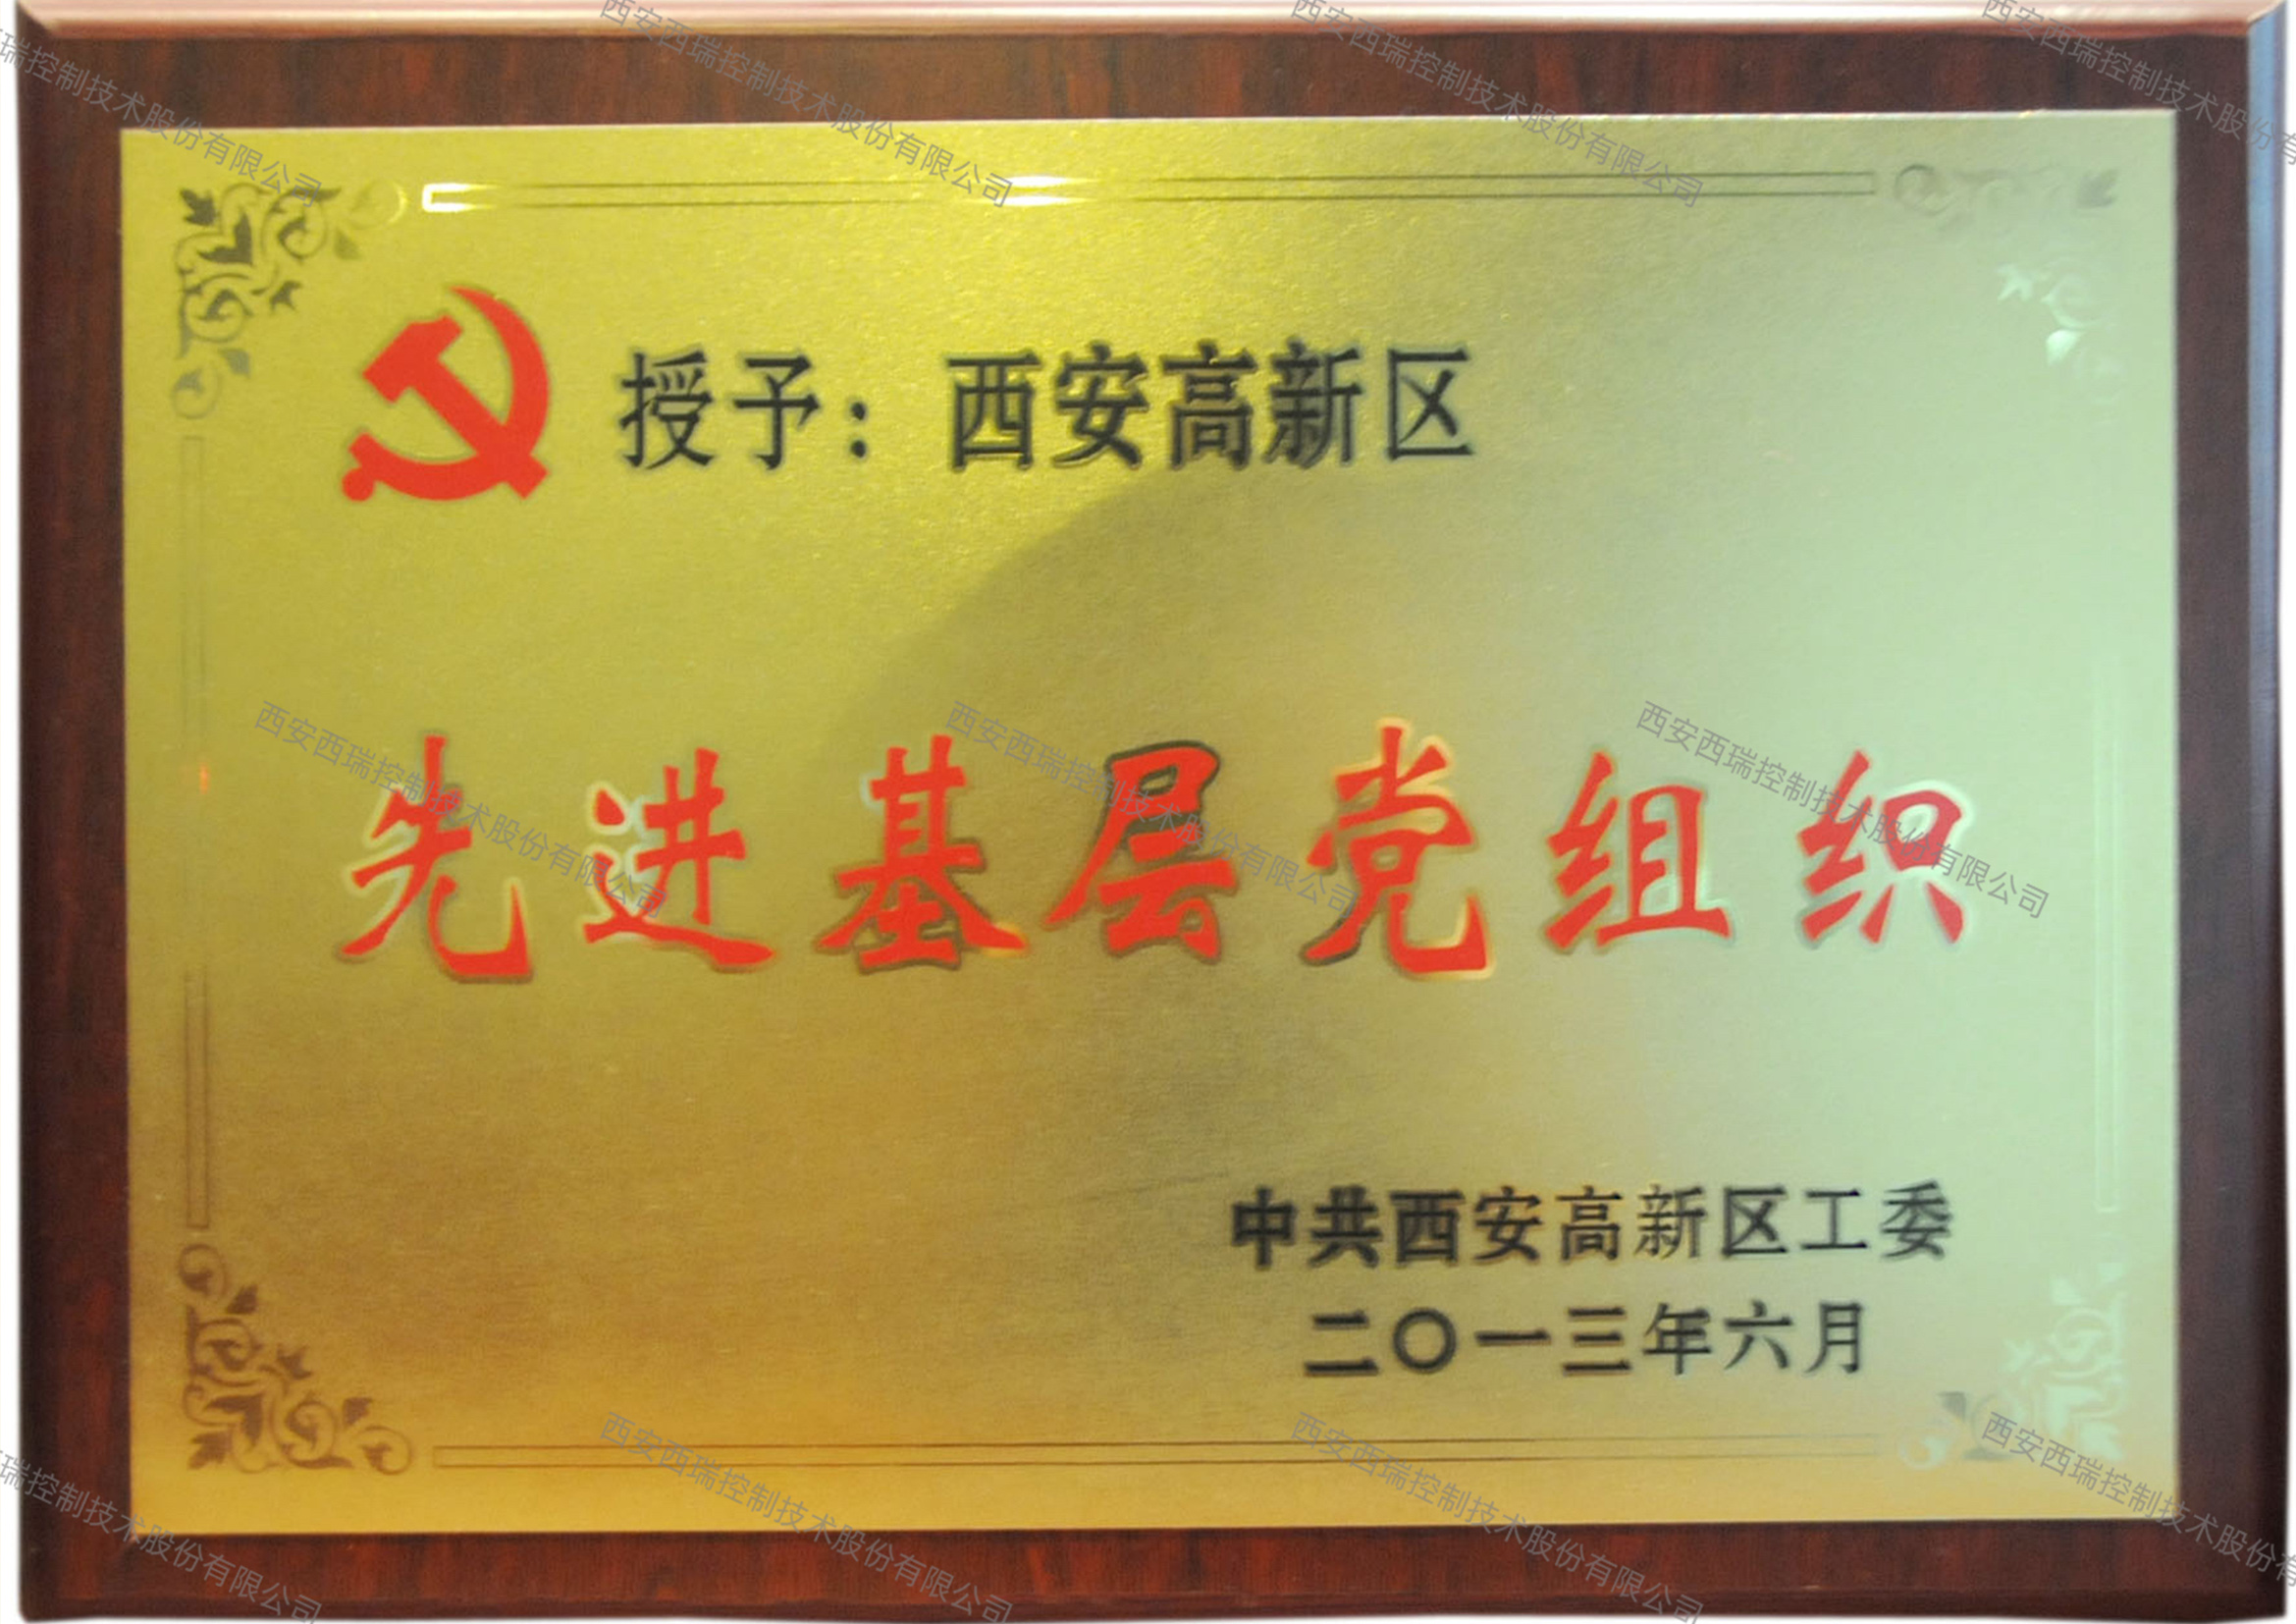 授予：西安高新区
先进基层党组织
中共西安高新区工委
二〇一三年六月
西安西瑞控制技术股份有限公司